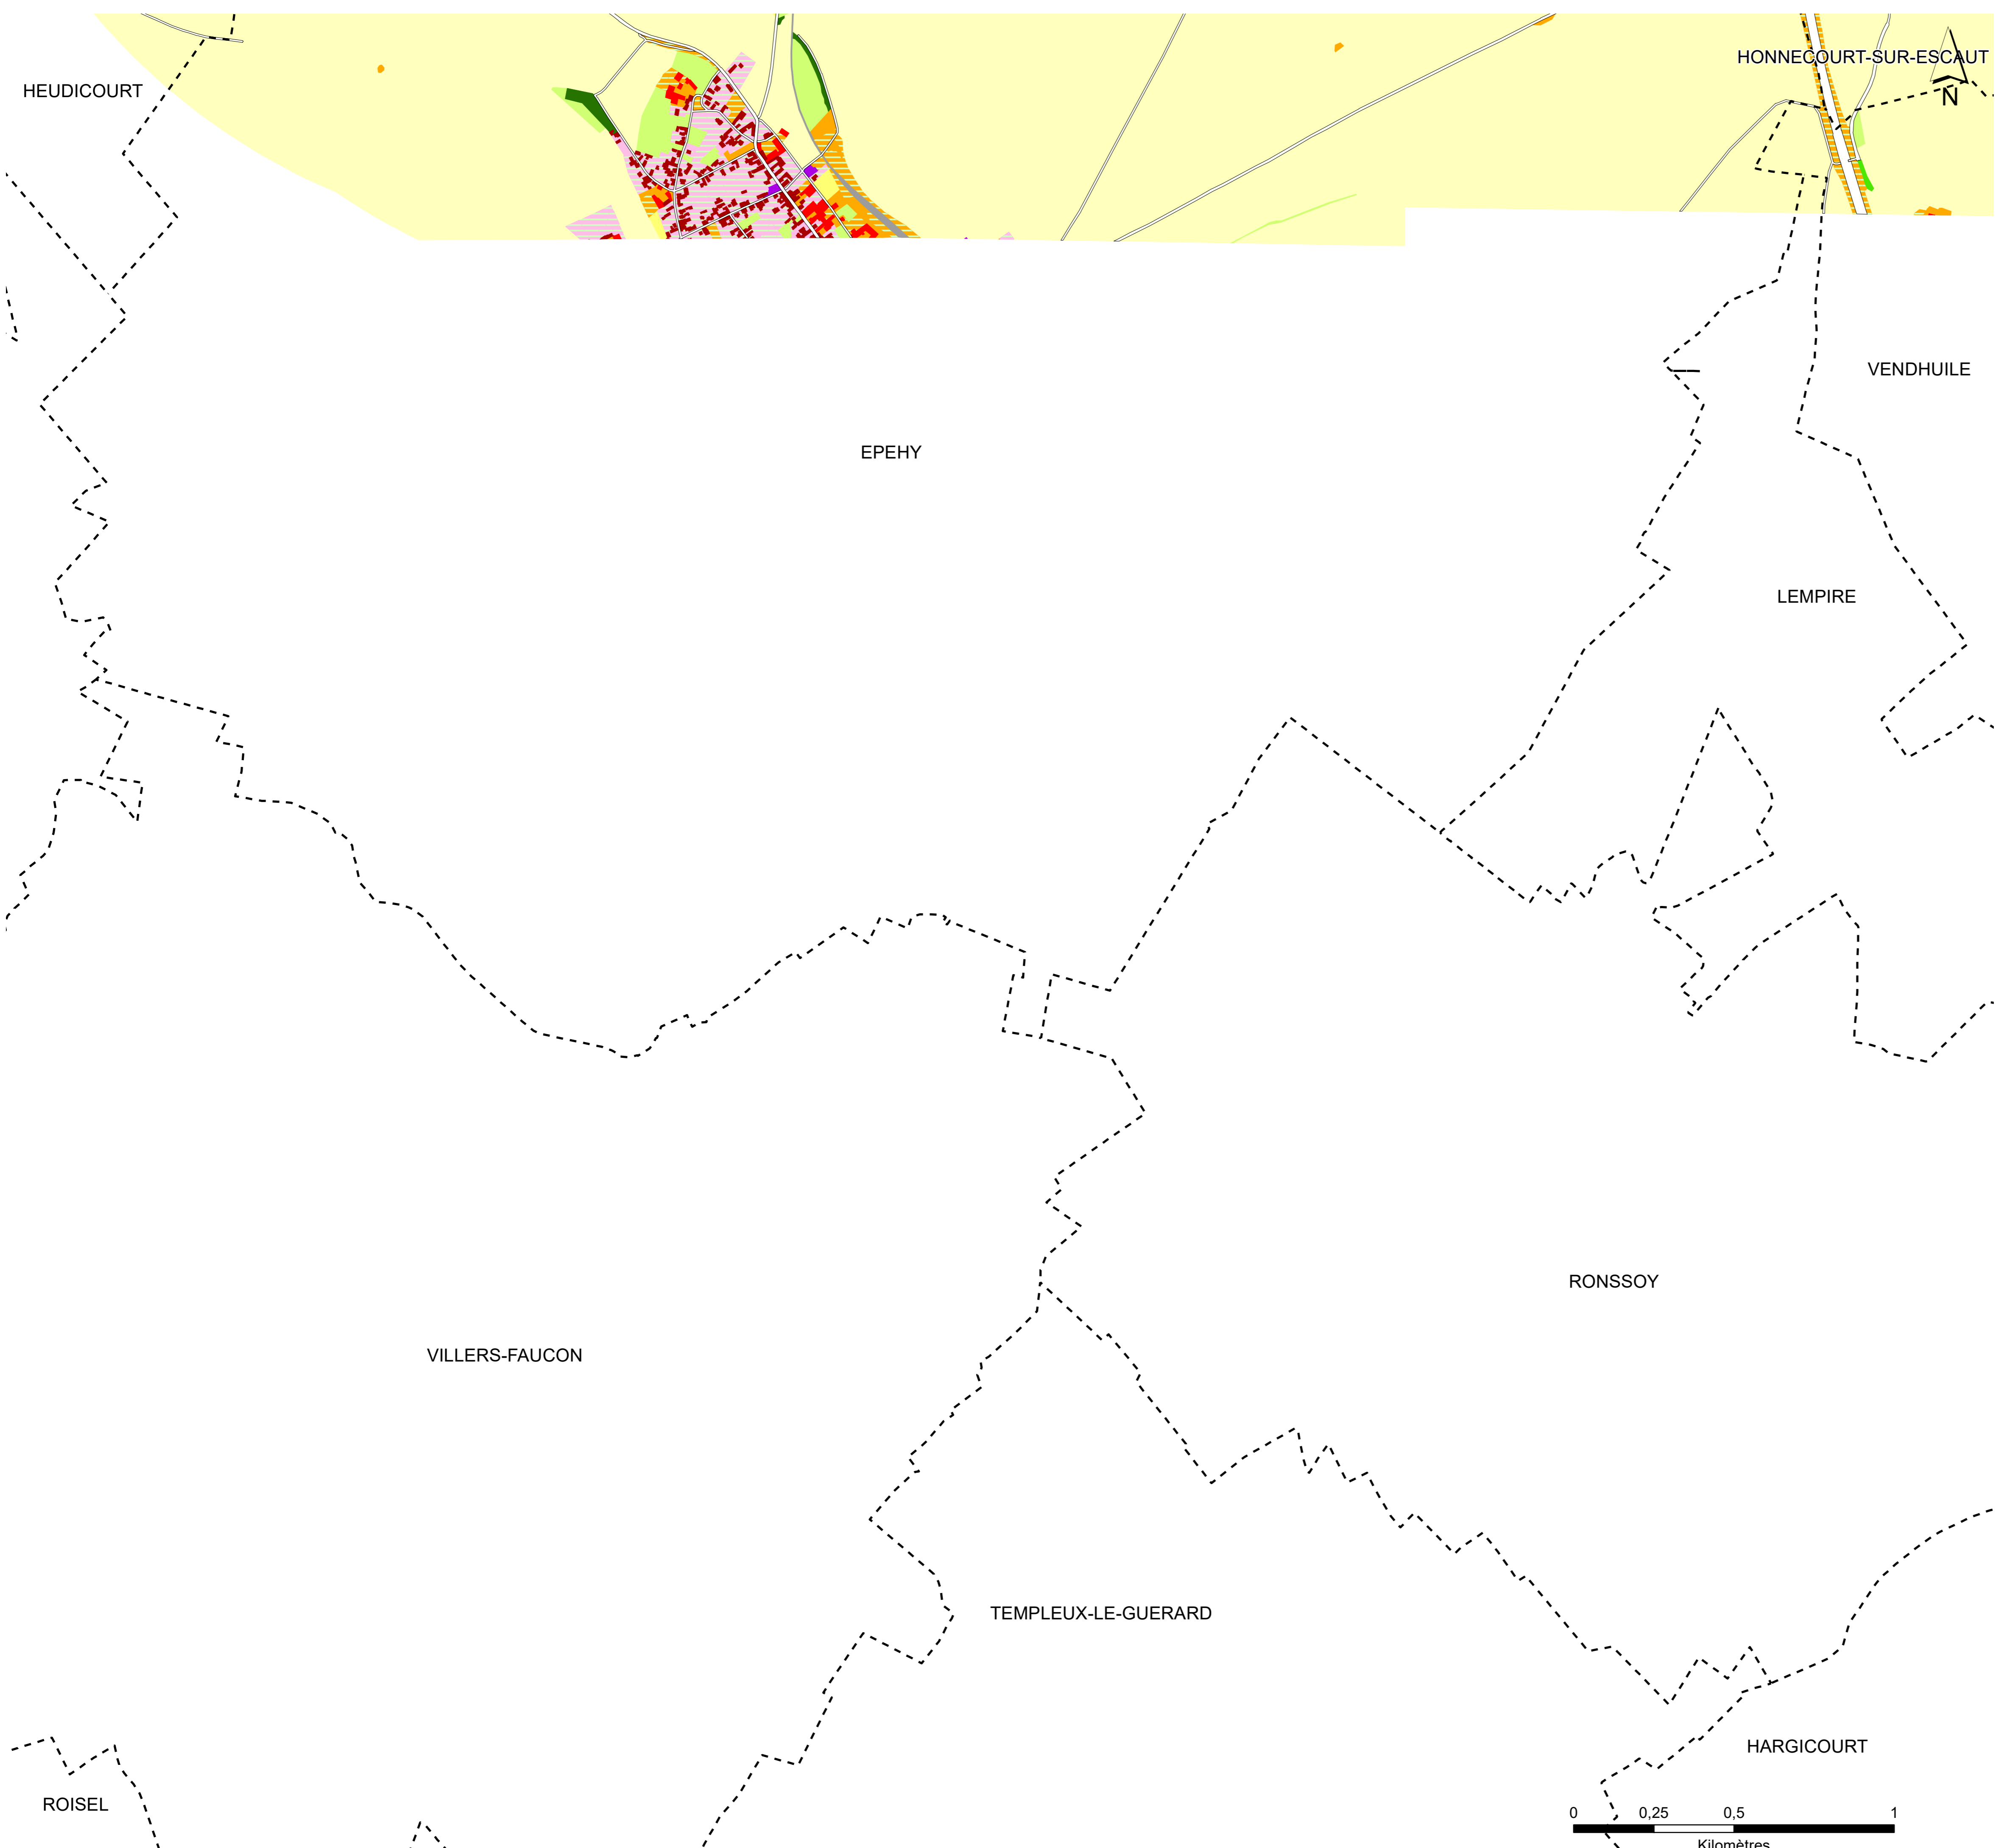 HONNECOURT-SUR-ESCAUT
HEUDICOURT
N
VENDHUILE
EPEHY
LEMPIRE
RONSSOY
VILLERS-FAUCON
TEMPLEUX-LE-GUERARD
HARGICOURT
ROISEL
0 0,25 0,5 1
Kilomètres